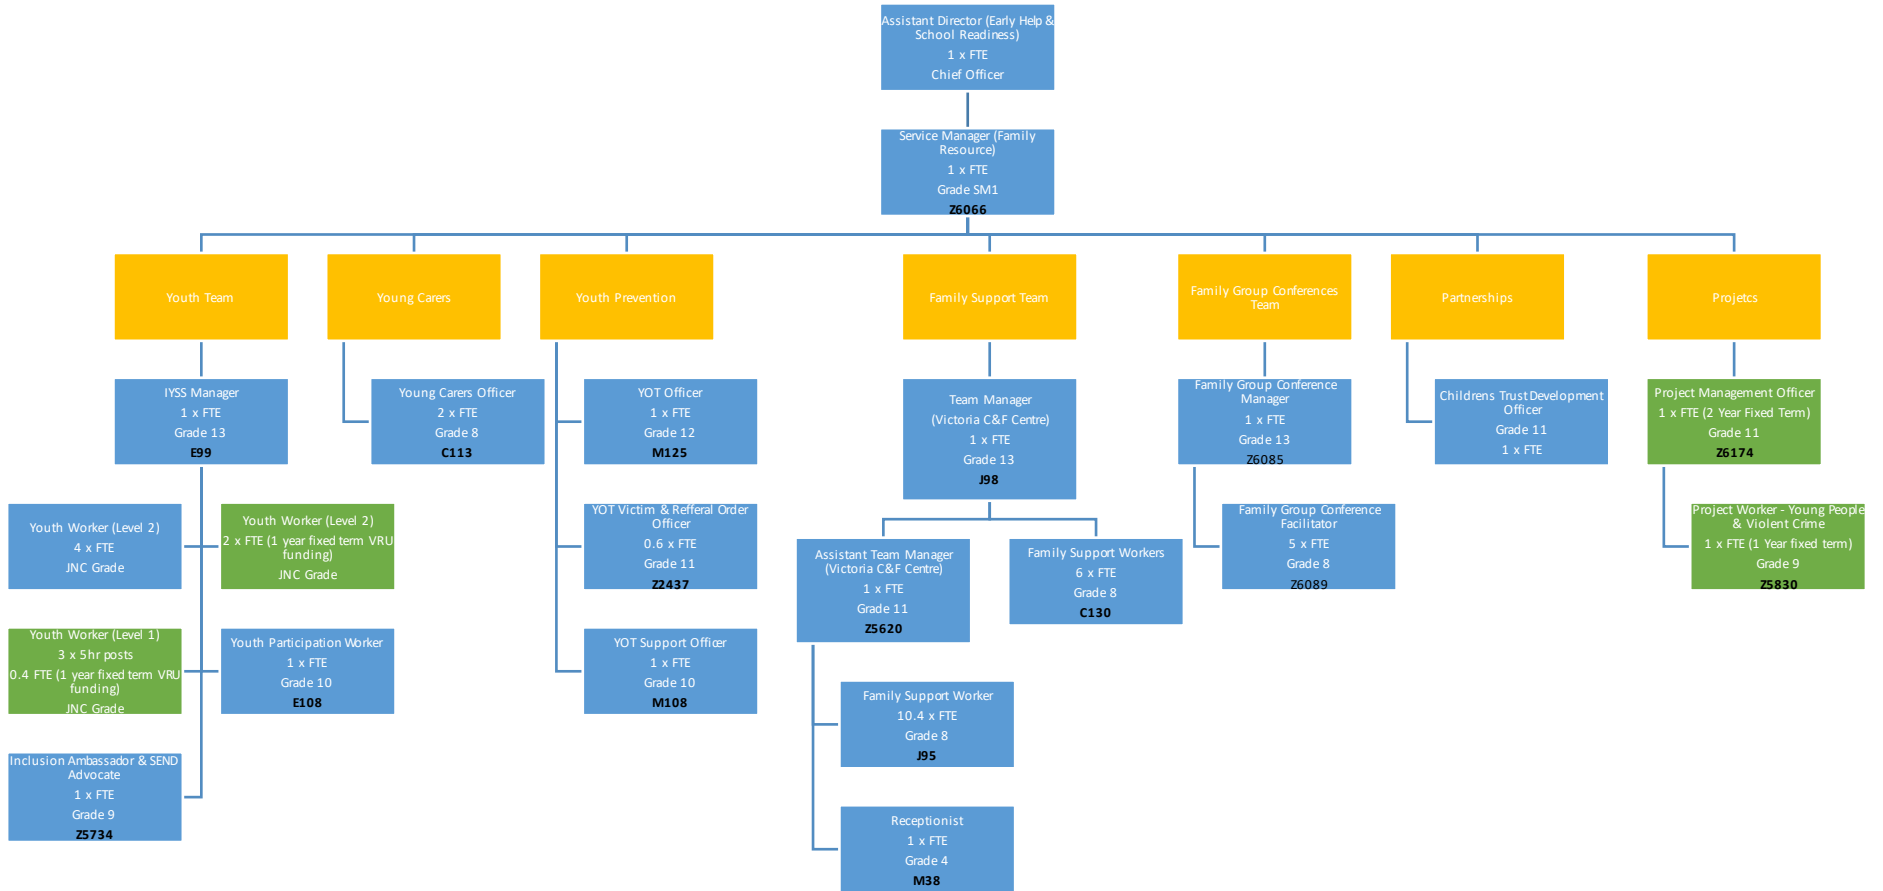 Assistant Director (Early Help &
School Readiness)
1 x FTE
Chief Officer
Service Manager (Family
Resource)
1 x FTE
Grade SM1
Z6066
Youth Team
Young Carers
Youth Prevention
Family Support Team
Family Group Conferences
Team
Partnerships
Projetcs
IYSS Manager
1 x FTE
Grade 13
E99
Young Carers Officer
2 x FTE
Grade 8
C113
YOT Officer
1 x FTE
Grade 12
M125
Team Manager
(Victoria C&F Centre)
1 x FTE
Grade 13
J98
Family Group Conference
Manager
1 x FTE
Grade 13
Z6085
Childrens Trust Development
Officer
Grade 11
1 x FTE
Project Management Officer
1 x FTE (2 Year Fixed Term)
Grade 11
Z6174
Youth Worker (Level 2)
4 x FTE
JNC Grade
Youth Worker (Level 2)
2 x FTE (1 year fixed term VRU
funding)
JNC Grade
YOT Victim & Refferal Order
Officer
0.6 x FTE
Grade 11
Z2437
Assistant Team Manager
(Victoria C&F Centre)
1 x FTE
Grade 11
Z5620
Family Support Workers
6 x FTE
Grade 8
C130
Family Group Conference
Facilitator
5 x FTE
Grade 8
Z6089
Project Worker - Young People
& Violent Crime
1 x FTE (1 Year fixed term)
Grade 9
Z5830
Youth Worker (Level 1)
3 x 5hr posts
0.4 FTE (1 year fixed term VRU
funding)
JNC Grade
Youth Participation Worker
1 x FTE
Grade 10
E108
YOT Support Officer
1 x FTE
Grade 10
M108
Family Support Worker
10.4 x FTE
Grade 8
J95
Inclusion Ambassador & SEND
Advocate
1 x FTE
Grade 9
Z5734
Receptionist
1 x FTE
Grade 4
M38